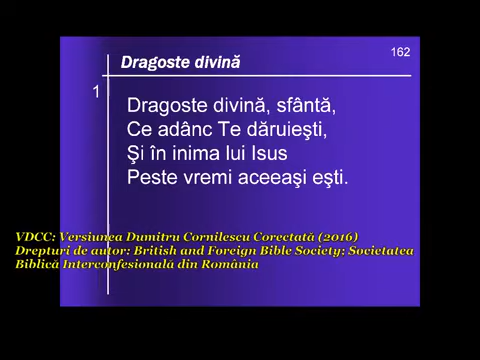 162
Dragoste divină
1
Dragoste divină, sfântă,
Ce adânc Te dăruieşti,
Şi în inima lui Isus
Peste vremi aceeaşi eşti.
VDCC: Versiunea Dumitru Cornilescu Corectată (2016)
Drepturi de autor: British and Foreign Bible Society; Societatea
Biblică Interconfesională din România